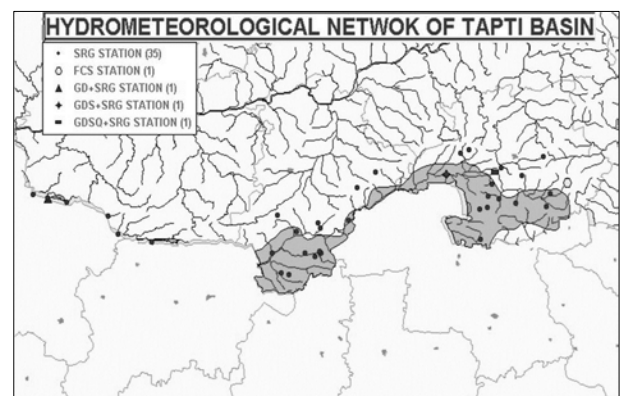 HYDROMETEOROLOGICAL NETWOK OF TAPTI BASIN
SRG STATION (35)
FCS STATION (1)
GD+SRG STATION (1)
GDS+SRG STATION (1)
GDSQ+SRG STATION (1)